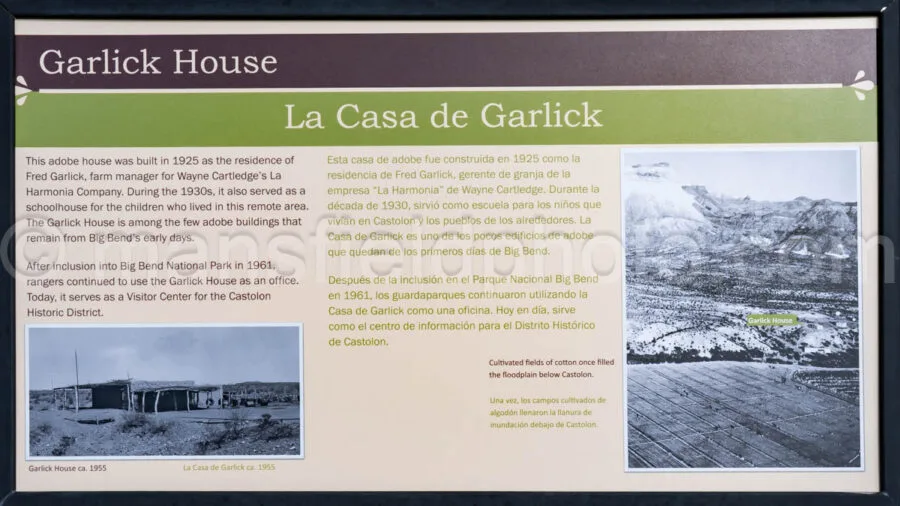 Garlick House
La Casa de Garlick
This adobe house was built in 1925 as the residence of
Fred Garlick, farm manager for Wayne Cartledge's La
Harmonia Company. During the 1930s, it also served as a
schoolhouse for the children who lived in this remote area.
The Garlick House is among the few adobe buildings that
remain from Big Bend's early days.
After inclusion into Big Bend National Park in 1961,
rangers continued to use the Garlick House as an office.
Today, it serves as a Visitor Center for the Castolon
Historic District.
Garlick House ca. 1955
La Casa de Garlick ca. 1955
Esta casa de adobe fue construida en 1925 como la
residencia de Fred Garlick, gerente de granja de la
empresa "La Harmonia" de Wayne Cartledge. Durante la
década de 1930, sirvió como escuela para los niños que
vivían en Castolon y los pueblos de los alrededores. La
Casa de Garlick es uno de los pocos edificios de adobe
que quedan de los primeros días de Big Bend.
Después de la inclusión en el Parque Nacional Big Bend
en 1961, los guardaparques continuaron utilizando la
Casa de Garlick como una oficina. Hoy en día, sirve
como el centro de información para el Distrito Histórico
de Castolon.
Cultivated fields of cotton once filled
the floodplain below Castolon.
Una vez, los campos cultivados de
algodón llenaron la llanura de
inundación debajo de Castolon.
Garlick House
© mansfieldphoto.com